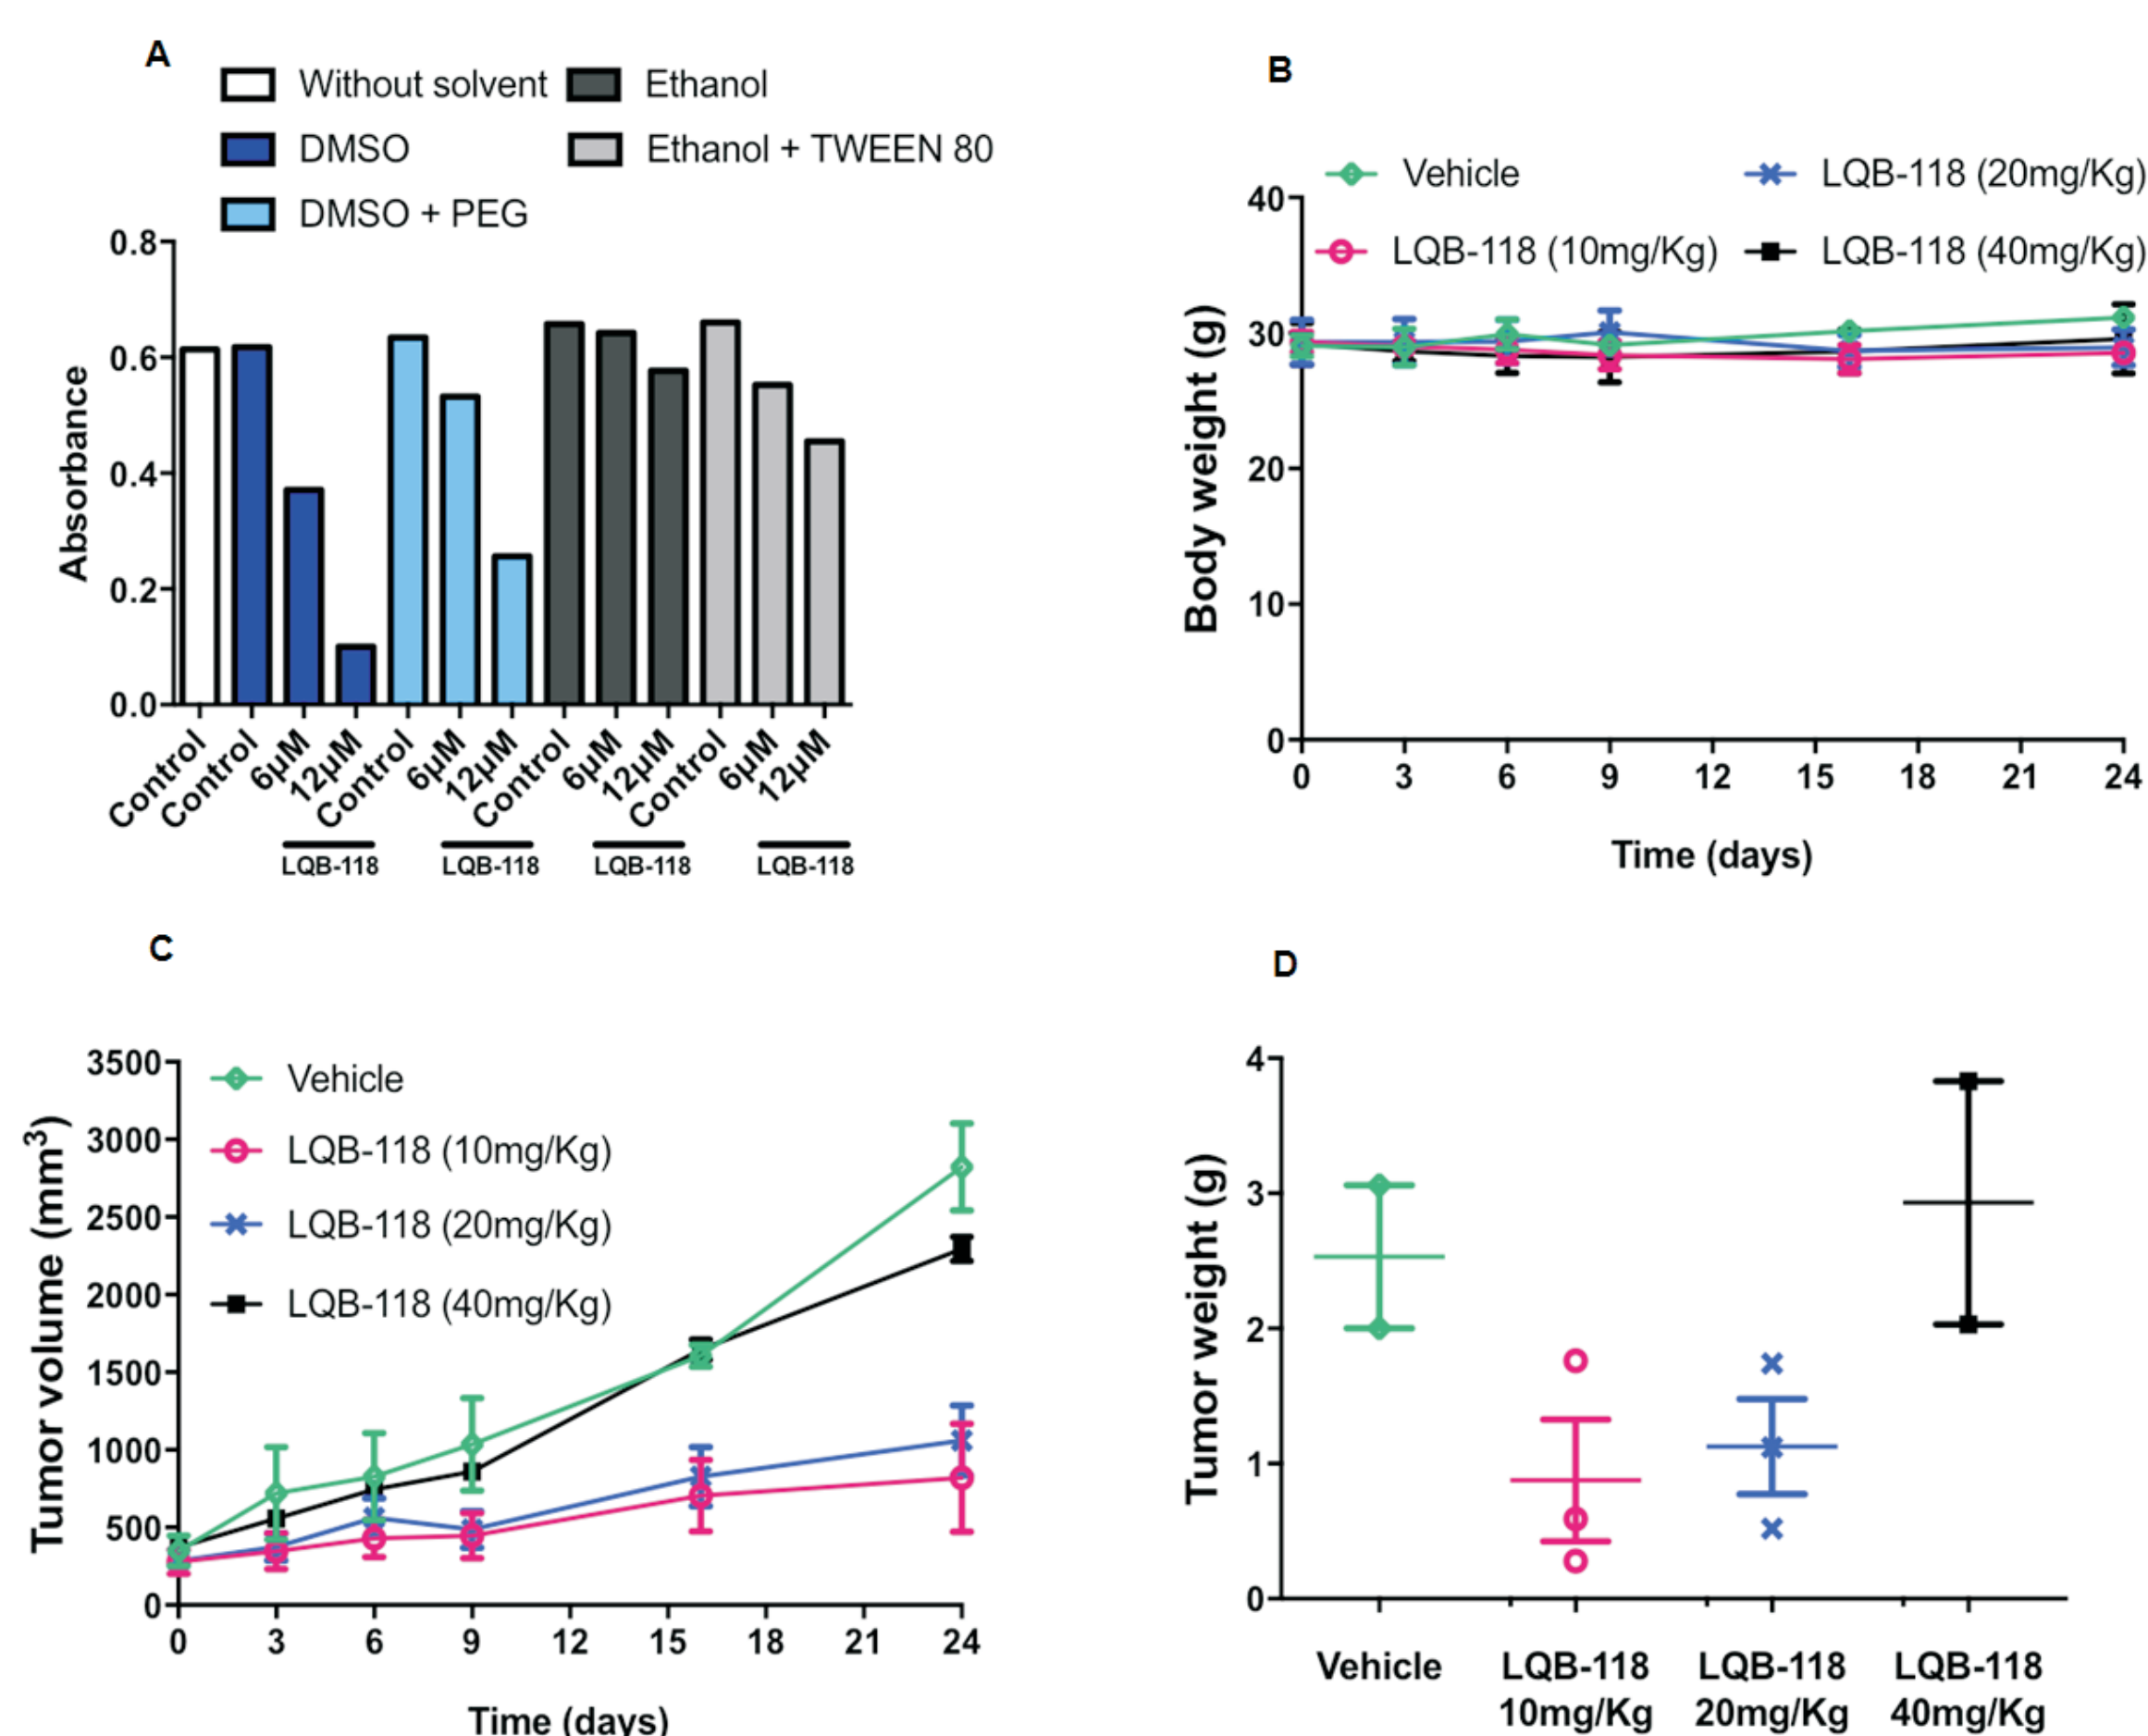 A
Without solvent
Ethanol
DMSO
Ethanol + TWEEN 80
DMSO + PEG
Absorbance
0.8
0.6
0.4
0.2
0.0
Control
Control
6µM
12µM
Control
6µM
12µM
Control
6µM
12µM
Control
6µM
12µM
LQB-118
LQB-118
LQB-118
LQB-118
B
Vehicle
LQB-118 (20mg/Kg)
LQB-118 (10mg/Kg)
LQB-118 (40mg/Kg)
Body weight (g)
40
30
20
10
0
0 3 6 9 12 15 18 21 24
Time (days)
C
Vehicle
LQB-118 (10mg/Kg)
LQB-118 (20mg/Kg)
LQB-118 (40mg/Kg)
Tumor volume (mm³)
3500
3000
2500
2000
1500
1000
500
0
0 3 6 9 12 15 18 21 24
Time (days)
D
Tumor weight (g)
4
3
2
1
0
Vehicle
LQB-118
10mg/Kg
LQB-118
20mg/Kg
LQB-118
40mg/Kg